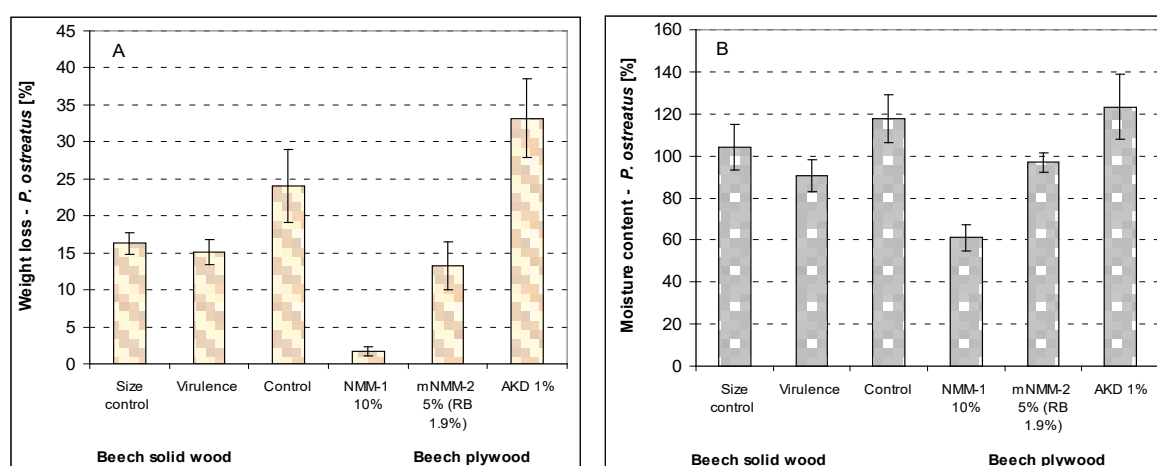 A
Weight loss - P. ostreatus [%]
45
40
35
30
25
20
15
10
5
0
Size control
Virulence
Control
NMM-1 10%
mNMM-2 5% (RB 1.9%)
AKD 1%
Beech solid wood
Beech plywood
B
Moisture content - P. ostreatus [%]
160
140
120
100
80
60
40
20
0
Size control
Virulence
Control
NMM-1 10%
mNMM-2 5% (RB 1.9%)
AKD 1%
Beech solid wood
Beech plywood